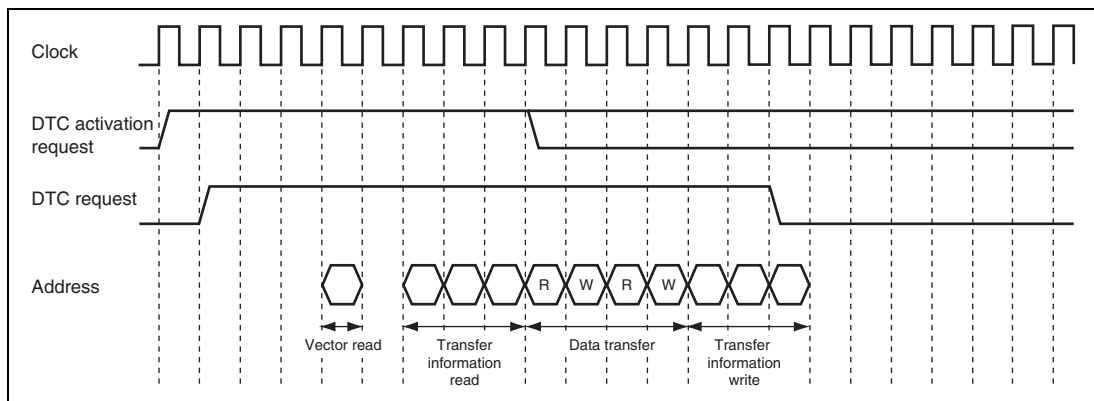 Clock
DTC activation
request
DTC request
Address
R W R W
Vector read
Transfer
information
read
Data transfer
Transfer
information
write